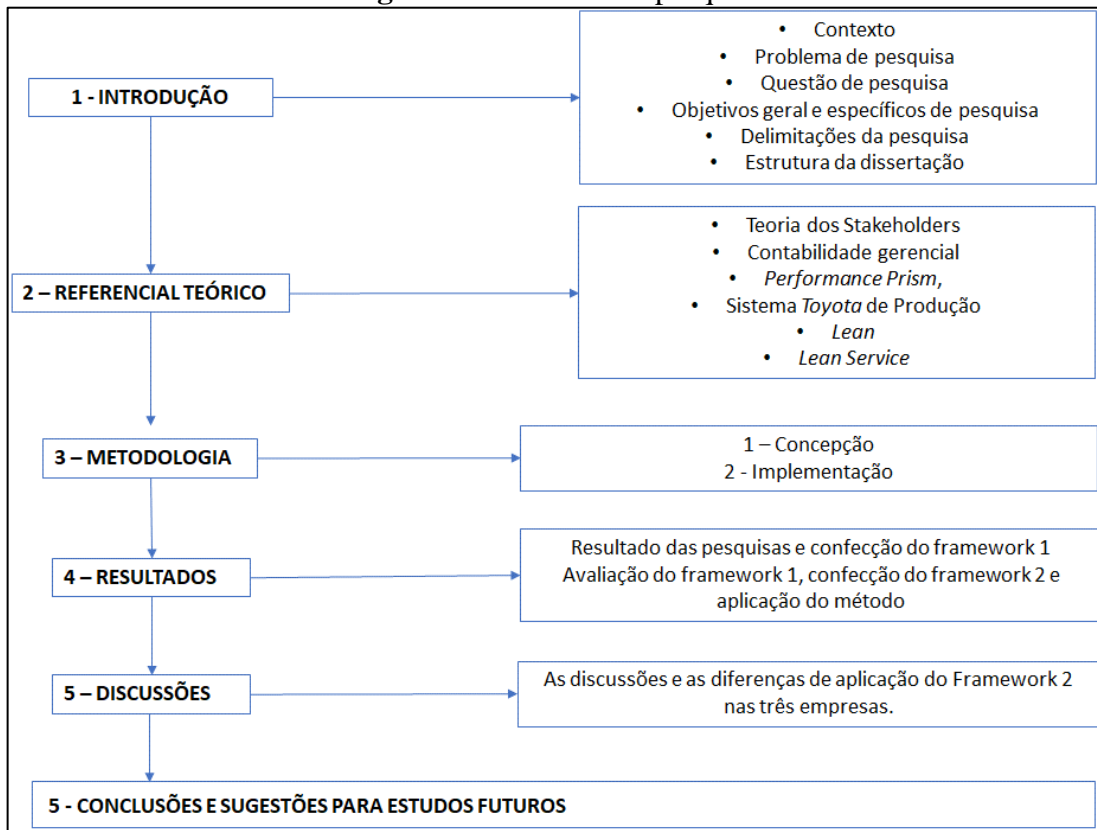 1 - INTRODUÇÃO
• Contexto
• Problema de pesquisa
• Questão de pesquisa
• Objetivos geral e específicos de pesquisa
• Delimitações da pesquisa
• Estrutura da dissertação
2 – REFERENCIAL TEÓRICO
• Teoria dos Stakeholders
• Contabilidade gerencial
• Performance Prism,
• Sistema Toyota de Produção
• Lean
• Lean Service
3 – METODOLOGIA
1 – Concepção
2 - Implementação
4 – RESULTADOS
Resultado das pesquisas e confecção do framework 1
Avaliação do framework 1, confecção do framework 2 e
aplicação do método
5 – DISCUSSÕES
As discussões e as diferenças de aplicação do Framework 2
nas três empresas.
5 - CONCLUSÕES E SUGESTÕES PARA ESTUDOS FUTUROS